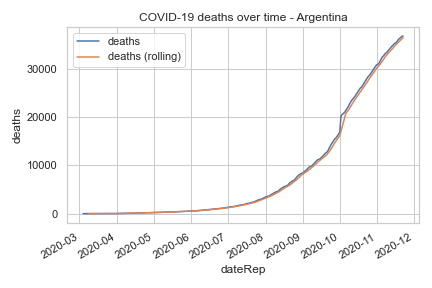 COVID-19 deaths over time - Argentina
deaths
deaths (rolling)
30000
20000
10000
0
deaths
2020-03
2020-04
2020-05
2020-06
2020-07
2020-08
2020-09
2020-10
2020-11
2020-12
dateRep